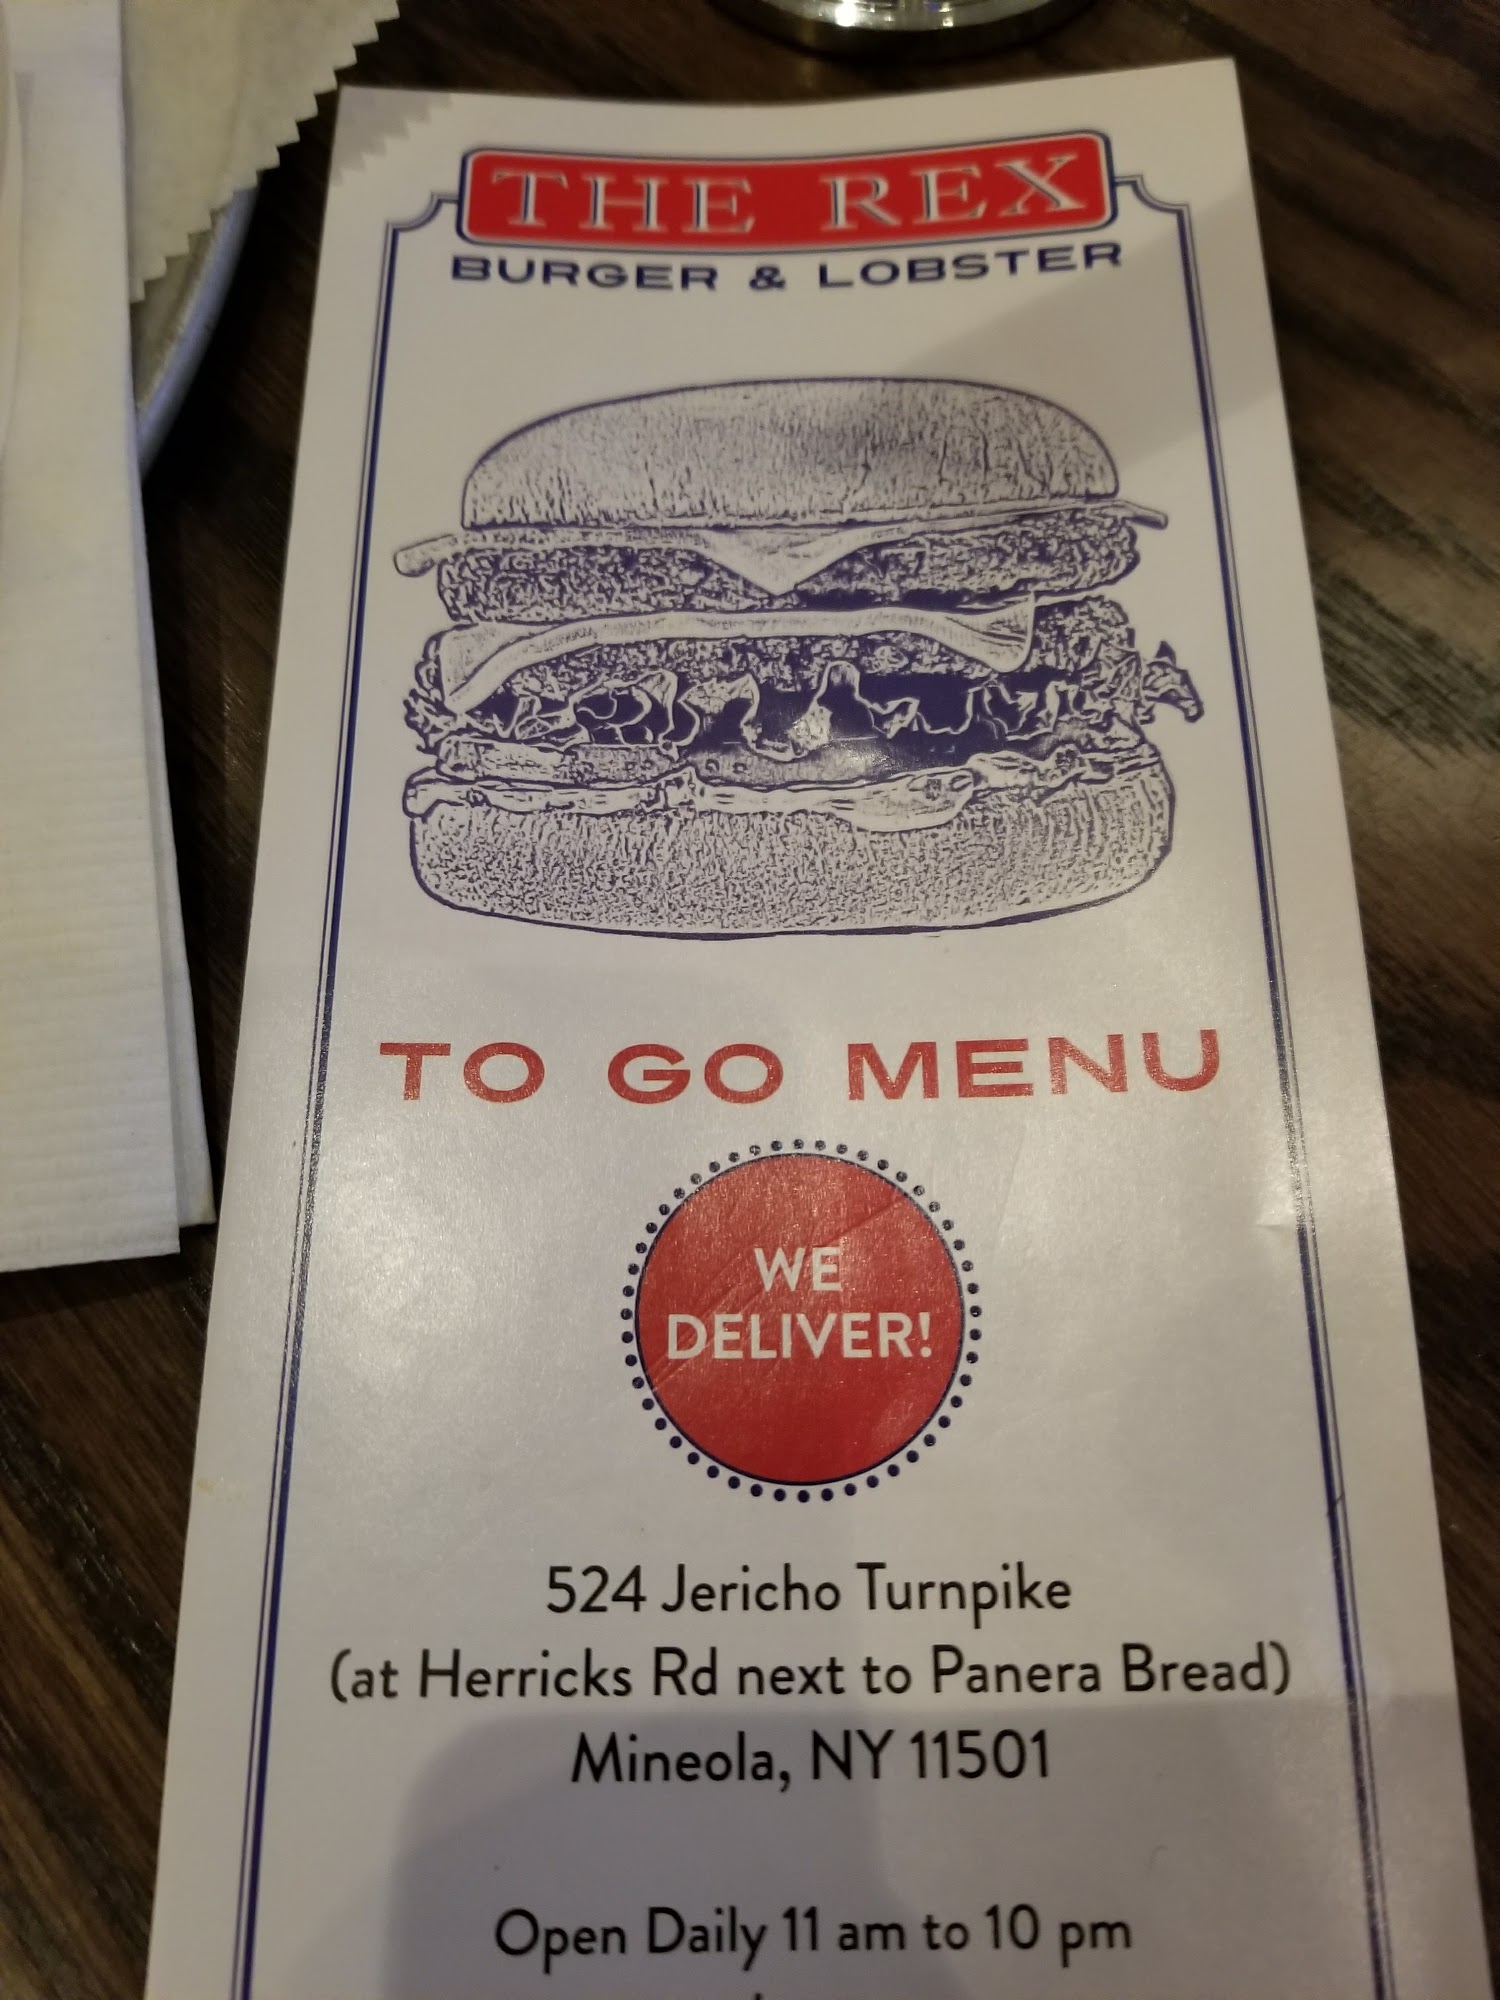 THE REX
BURGER & LOBSTER
TO GO MENU
WE
DELIVER!
524 Jericho Turnpike
(at Herricks Rd next to Panera Bread)
Mineola, NY 11501
Open Daily 11 am to 10 pm